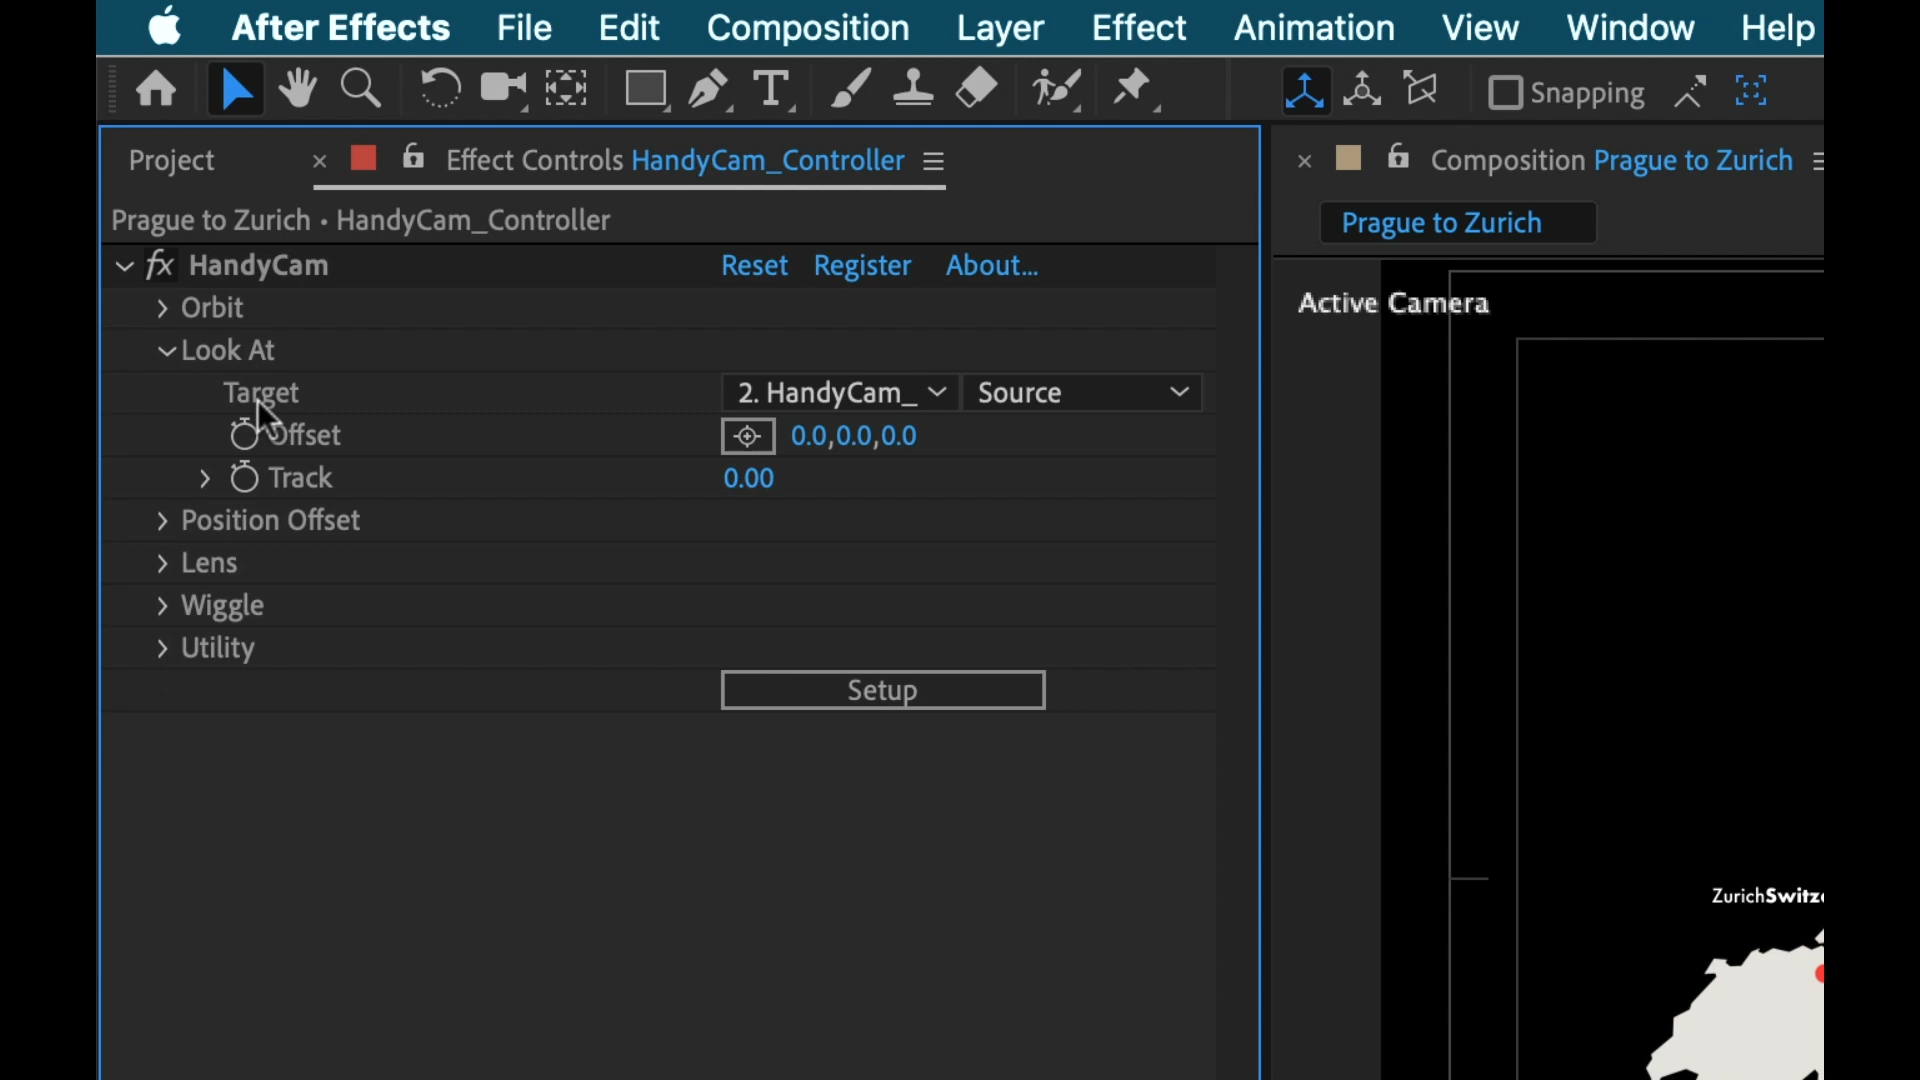 After Effects File Edit Composition Layer Effect Animation View Window Help
Snapping
Project Effect Controls HandyCam_Controller
Composition Prague to Zurich
Prague to Zurich • HandyCam_Controller
Prague to Zurich
fx HandyCam Reset Register About...
Orbit
Active Camera
Look At
Target 2. HandyCam_ Source
Offset 0.0,0.0,0.0
Track 0.00
Position Offset
Lens
Wiggle
Utility
Setup
ZurichSwitz